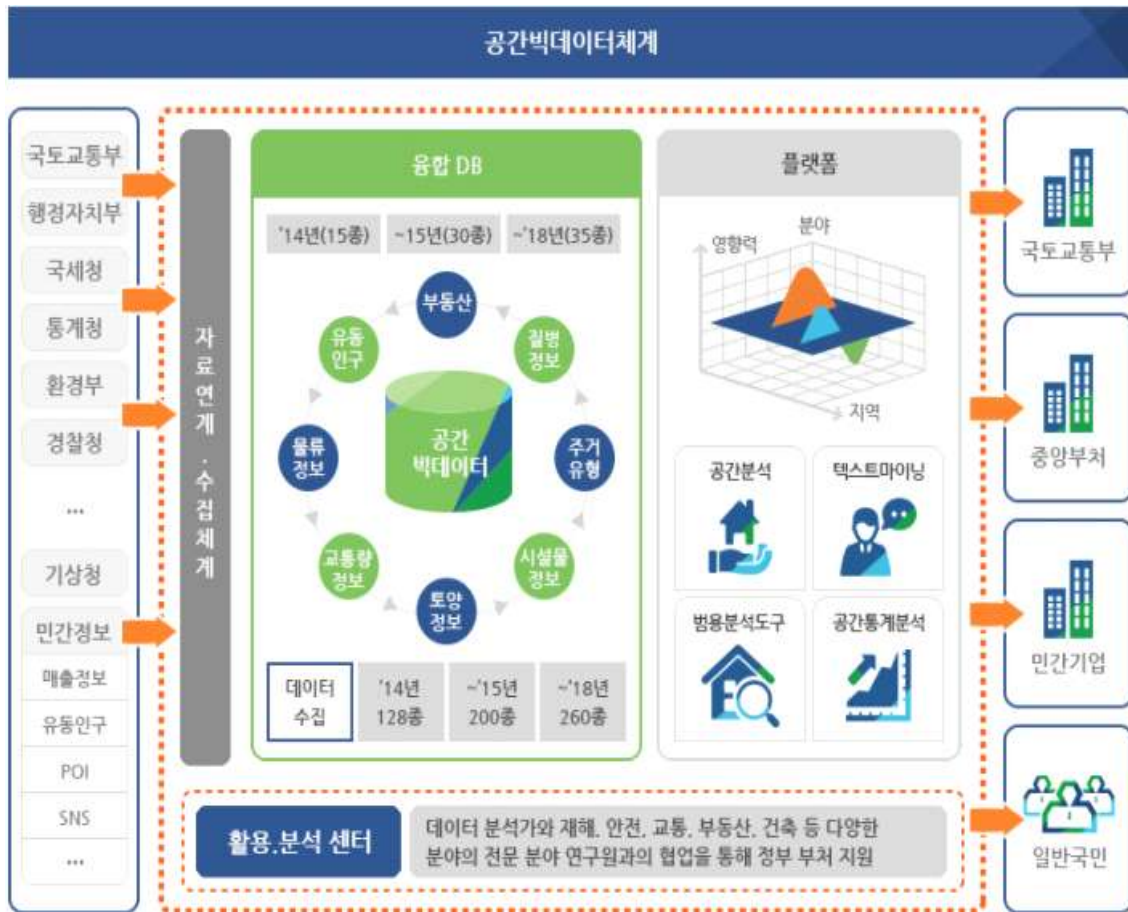 공간빅데이터체계
국토교통부
행정자치부
국세청
통계청
환경부
경찰청
...
기상청
민간정보
매출정보
유동인구
POI
SNS
...
자료연계·수집체계
융합 DB
'14년(15종)
~15년(30종)
~'18년(35종)
부동산
질병
정보
주거
유형
시설물
정보
토양
정보
교통량
정보
물류
정보
유동
인구
공간
빅데이터
데이터
수집
'14년
128종
~'15년
200종
~'18년
260종
플랫폼
분야
영향력
지역
공간분석
텍스트마이닝
범용분석도구
공간통계분석
활용.분석 센터
데이터 분석가와 재해, 안전, 교통, 부동산, 건축 등 다양한
분야의 전문 분야 연구원과의 협업을 통해 정부 부처 지원
국토교통부
중앙부처
민간기업
일반국민